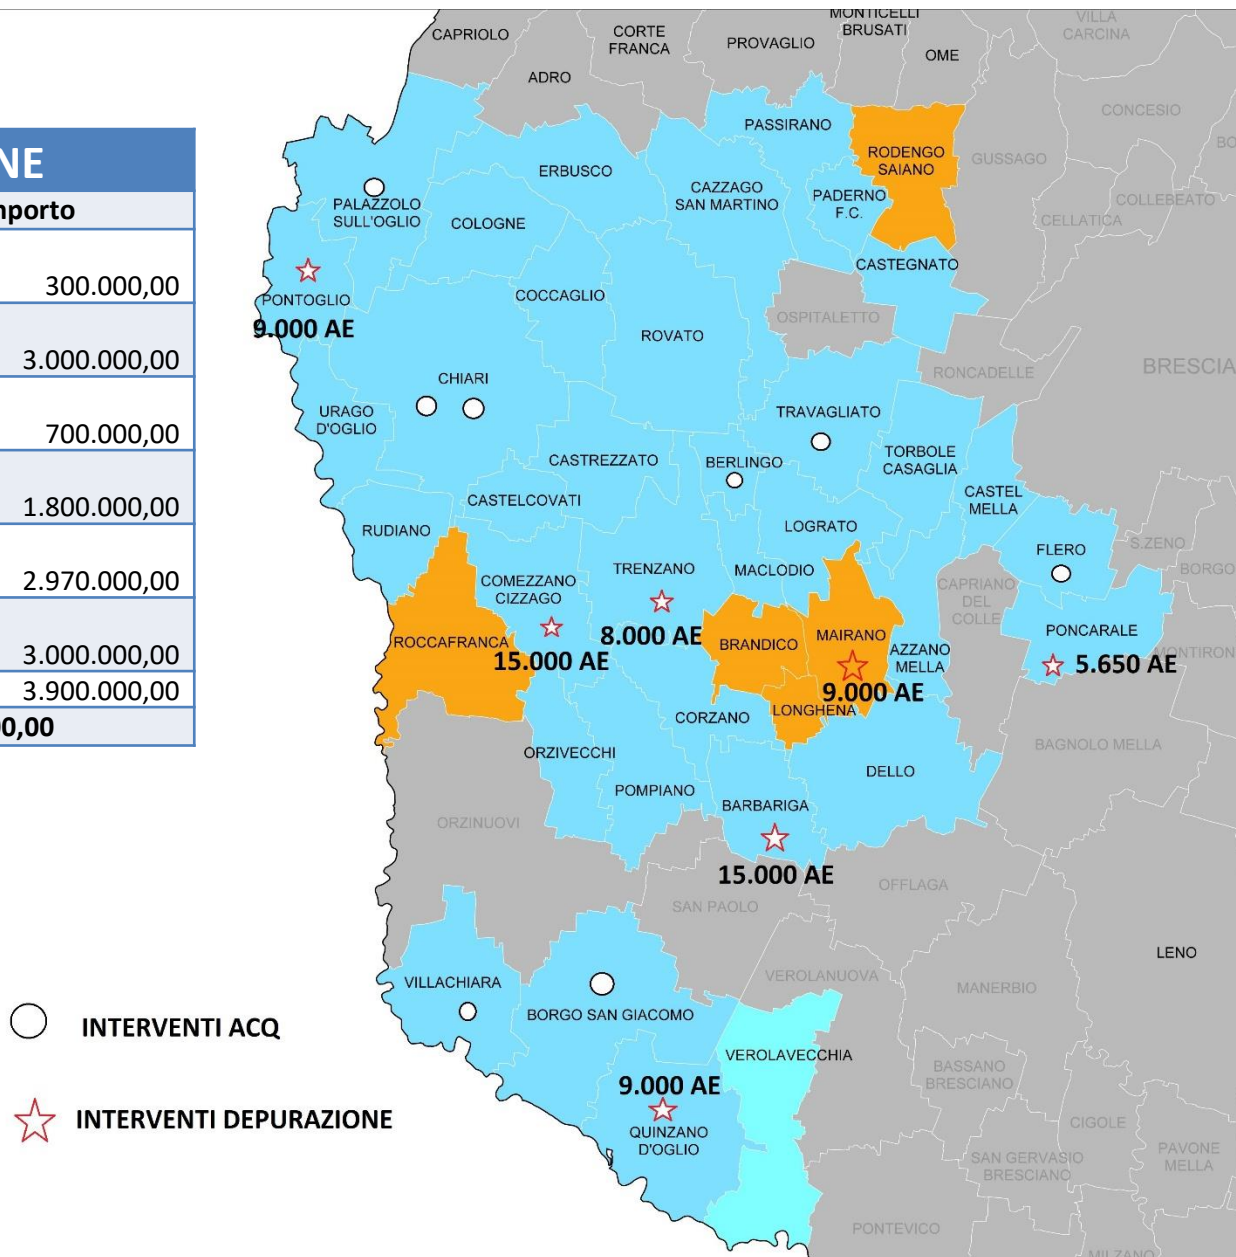 NE
mporto
300.000,00
3.000.000,00
700.000,00
1.800.000,00
2.970.000,00
3.000.000,00
3.900.000,00
00,00
INTERVENTI ACQ
INTERVENTI DEPURAZIONE
CAPRIOLO
CORTE
FRANCA
PROVAGLIO
MONTICELLI
BRUSATI
OME
VILLA
CARCINA
ADRO
CONCESIO
BO
PASSIRANO
RODENGO
SAIANO
GUSSAGO
ERBUSCO
CAZZAGO
SAN MARTINO
PADERNO
F.C.
COLLEBEATO
CELLATICA
PALAZZOLO
SULL'OGLIO
COLOGNE
CASTEGNATO
PONTOGLIO
9.000 AE
COCCAGLIO
ROVATO
OSPITALETTO
RONCADELLE
BRESCIA
CHIARI
URAGO
D'OGLIO
TRAVAGLIATO
CASTREZZATO
BERLINGO
TORBOLE
CASAGLIA
CASTELCOVATI
CASTEL
MELLA
RUDIANO
LOGRATO
FLERO
S.ZENO
BORGO
COMEZZANO
CIZZAGO
15.000 AE
TRENZANO
8.000 AE
MACLODIO
CAPRIANO
DEL
COLLE
ROCCAFRANCA
BRANDICO
MAIRANO
9.000 AE
AZZANO
MELLA
PONCARALE
5.650 AE
MONTIRON
LONGHENA
CORZANO
ORZIVECCHI
BAGNOLO MELLA
DELLO
POMPIANO
BARBARIGA
15.000 AE
ORZINUOVI
OFFLAGA
SAN PAOLO
LENO
VEROLANUOVA
VILLACHIARA
MANERBIO
BORGO SAN GIACOMO
VEROLAVECCHIA
BASSANO
BRESCIANO
9.000 AE
QUINZANO
D'OGLIO
CIGOLE
SAN GERVASIO
BRESCIANO
PAVONE
MELLA
PONTEVICO
MILZANO